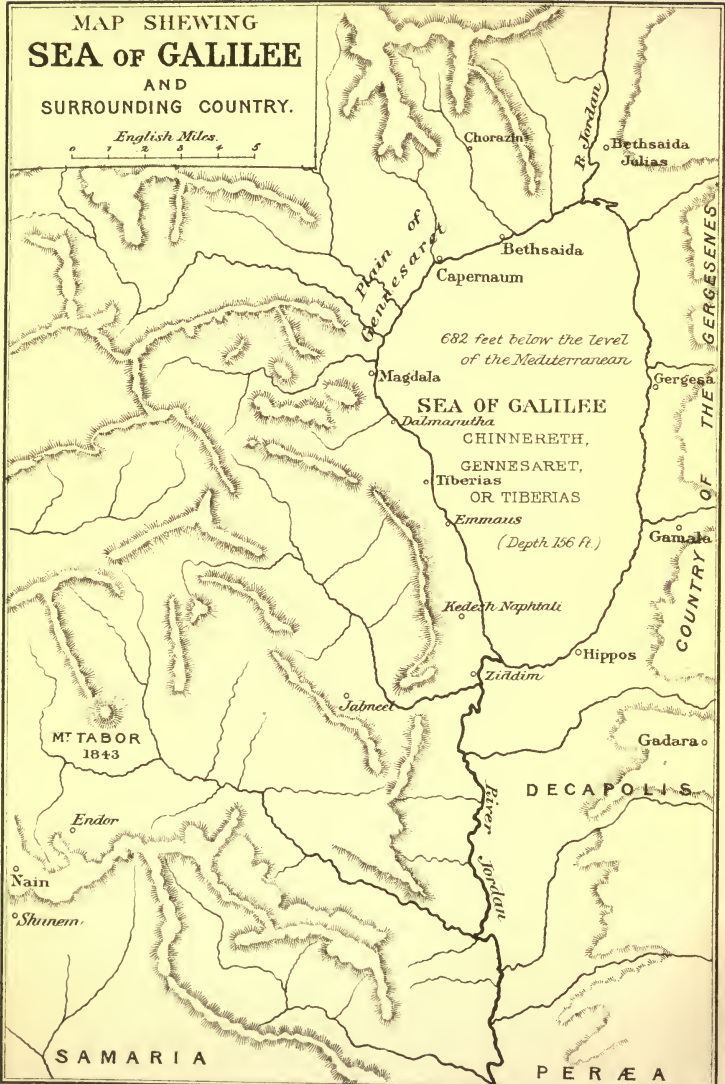 MAP SHEWING
SEA OF GALILEE
AND
SURROUNDING COUNTRY.
English Miles.
0 1 2 3 4 5
Chorazin
R. Jordan
Bethsaida
Julias
Plain of
Gennesaret
Bethsaida
Capernaum
COUNTRY OF THE GERGESENES
682 feet below the level
of the Mediterranean
Magdala
Gergesa
SEA OF GALILEE
Dalmanutha
CHINNERETH,
GENNESARET,
Tiberias
OR TIBERIAS
Emmaus
Gamala
(Depth 156 ft.)
Kedesh Naphtali
Hippos
Ziddim
Jabneel
MT TABOR
1843
Gadara
DECAPOLIS
River Jordan
Endor
Nain
Shunem
SAMARIA
PERÆA